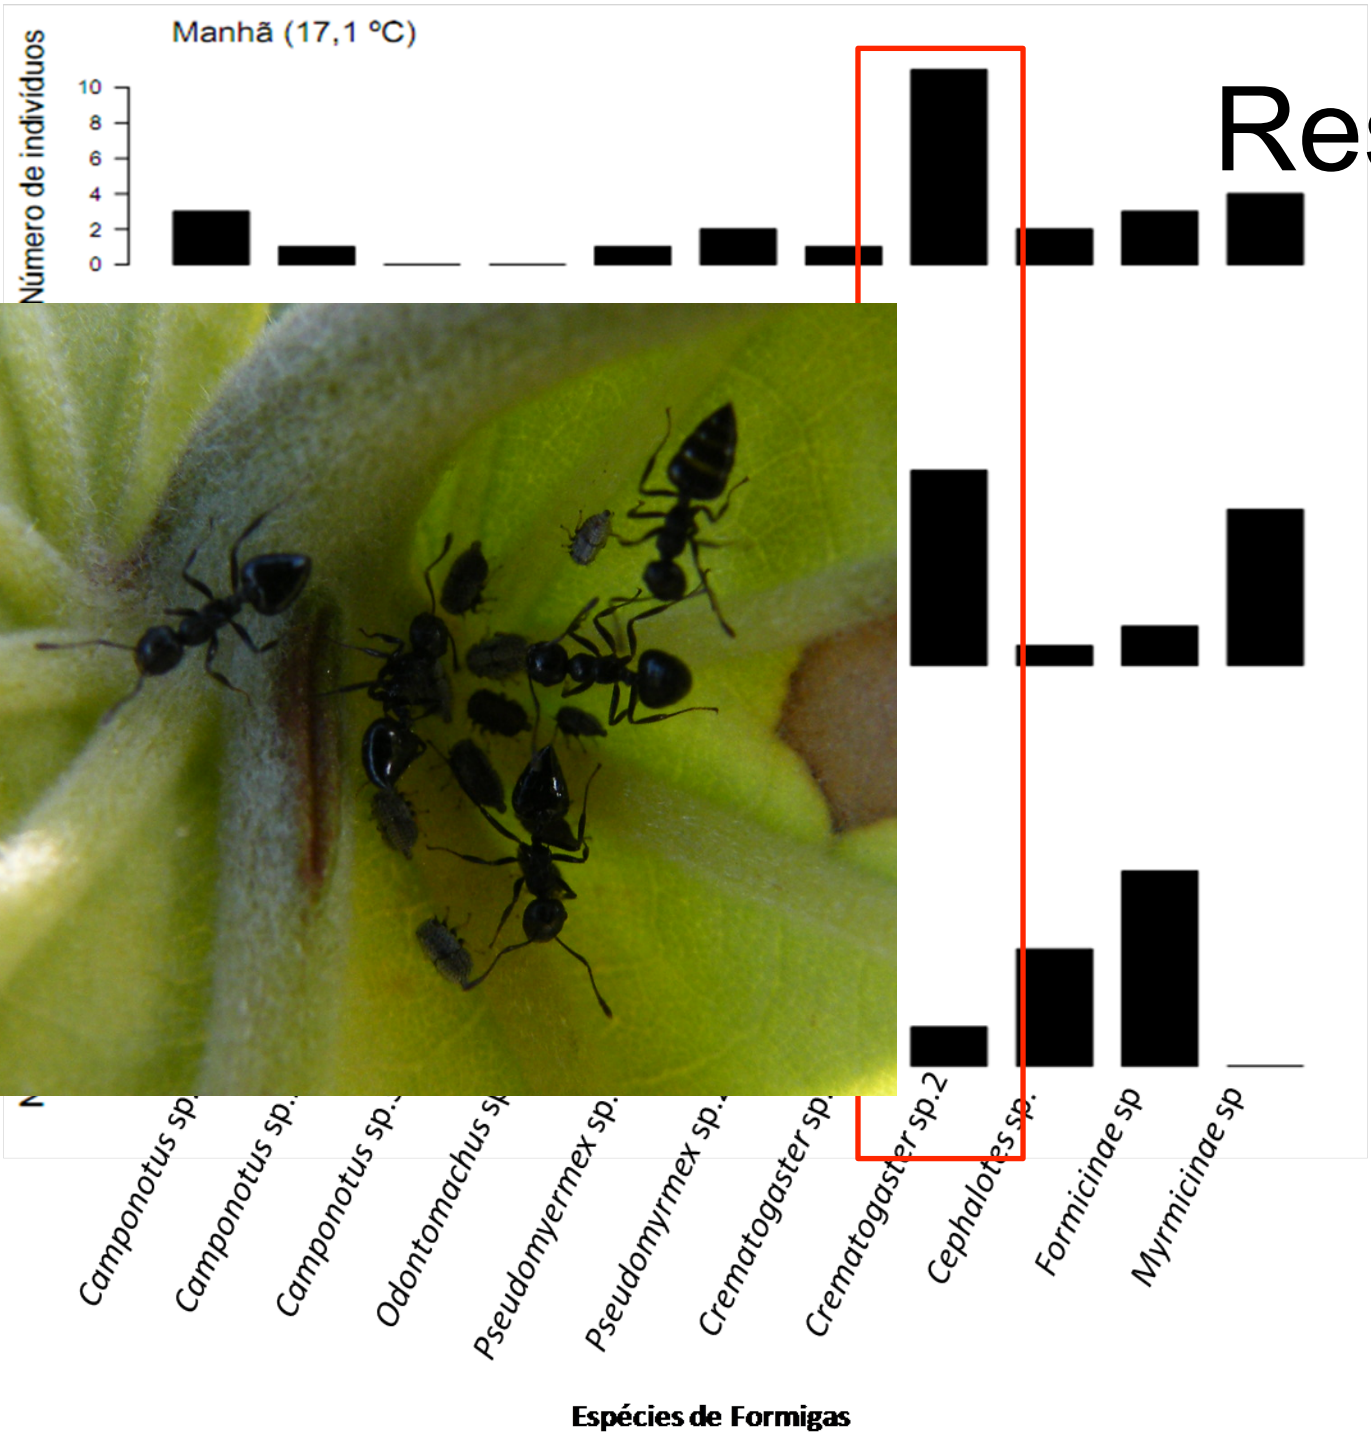 Manhã (17,1 ºC)
Número de indivíduos
10
8
6
4
2
0
Res
Camponotus sp.
Camponotus sp.
Camponotus sp.
Odontomachus sp
Pseudomyermex sp.
Pseudomyrmex sp.
Crematogaster sp.
Crematogaster sp.2
Cephalotes sp.
Formicinae sp
Myrmicinae sp
Espécies de Formigas